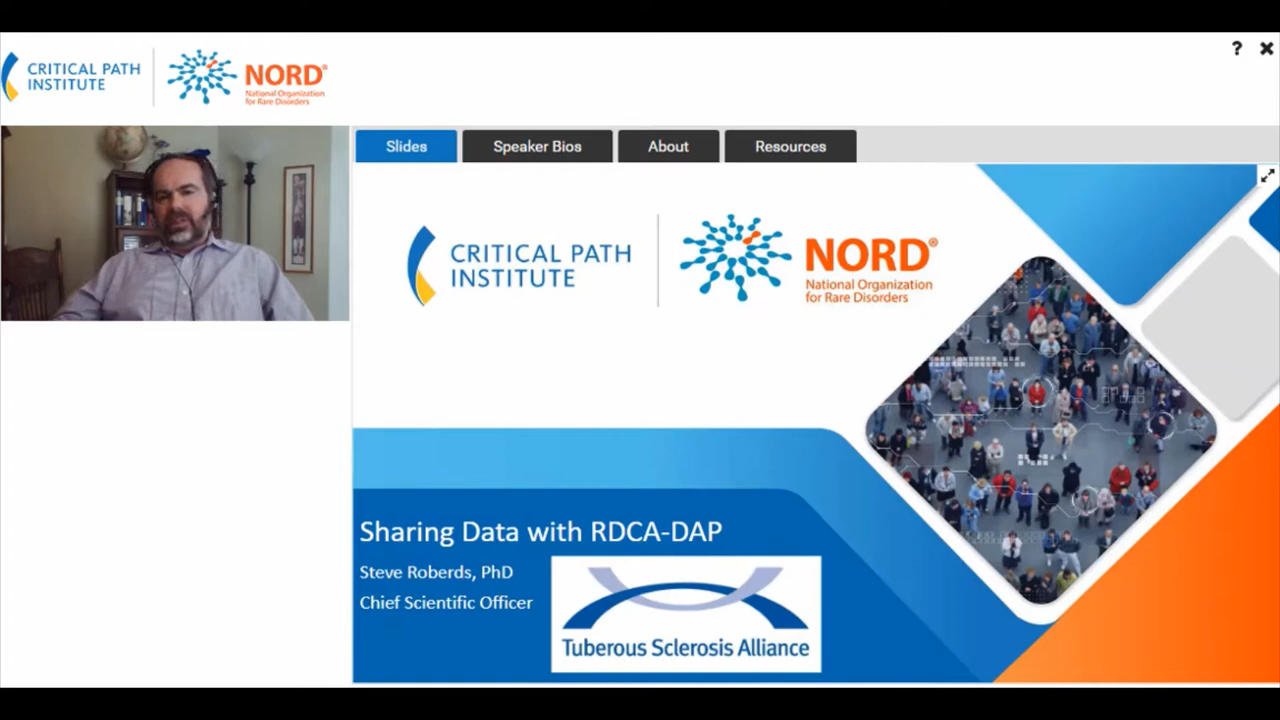 ? ✖
CRITICAL PATH
INSTITUTE
NORD®
National Organization
for Rare Disorders
Slides
Speaker Bios
About
Resources
CRITICAL PATH
INSTITUTE
NORD®
National Organization
for Rare Disorders
Sharing Data with RDCA-DAP
Steve Roberds, PhD
Chief Scientific Officer
Tuberous Sclerosis Alliance